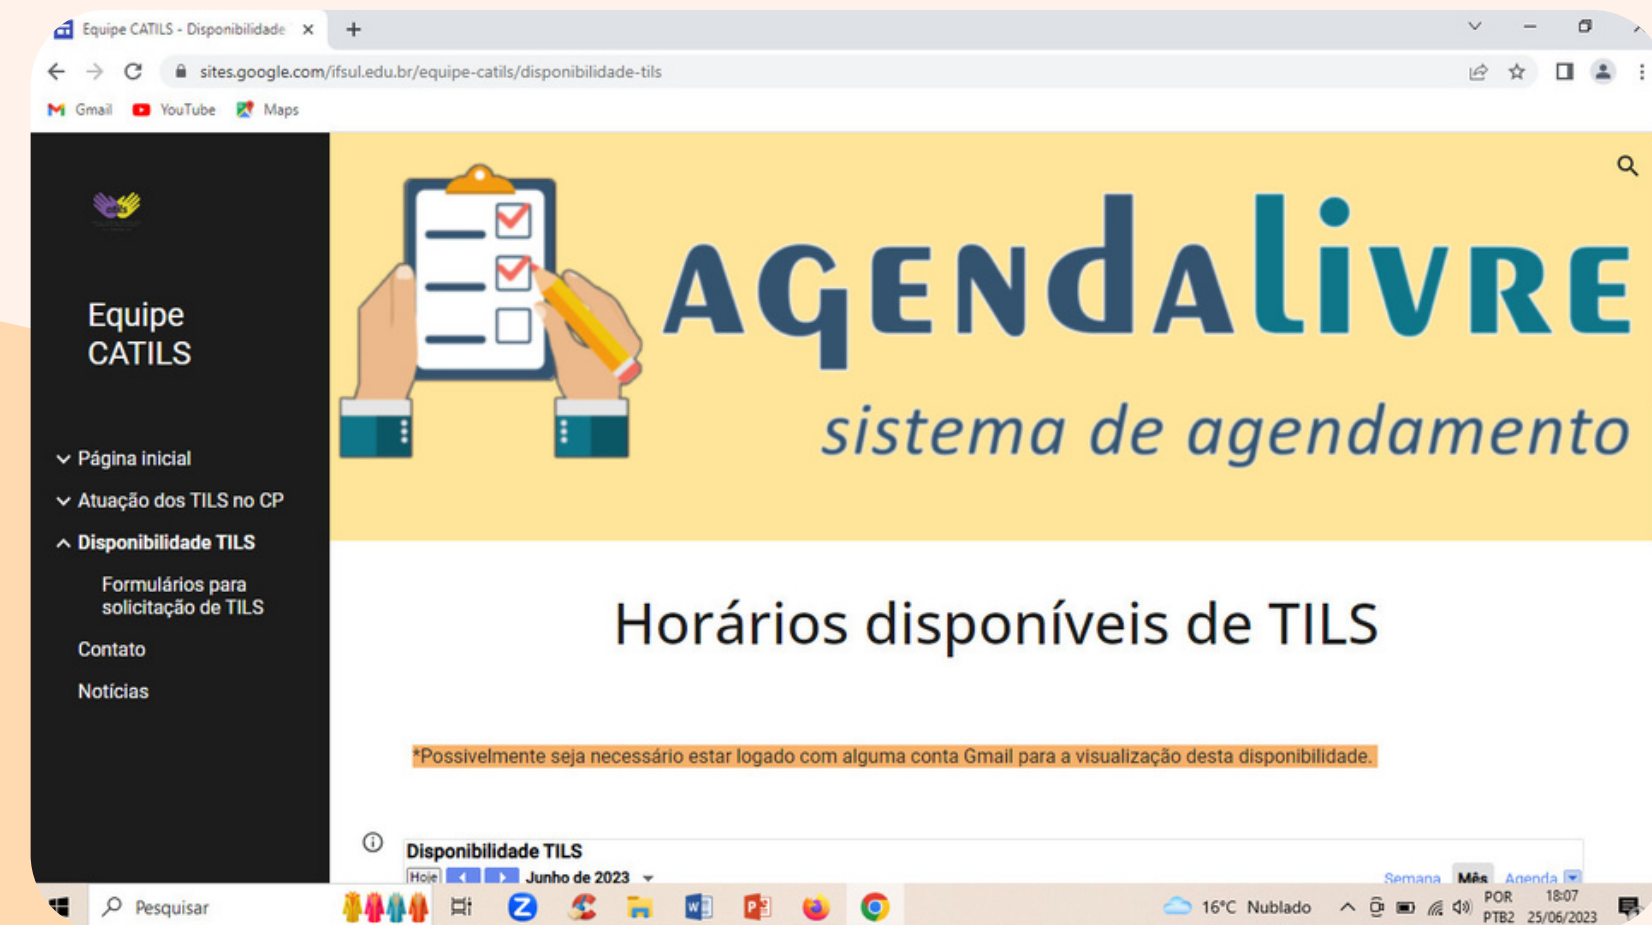 Equipe CATILS - Disponibilidade
sites.google.com/ifsul.edu.br/equipe-catils/disponibilidade-tils
Gmail YouTube Maps
Equipe
CATILS
Página inicial
Atuação dos TILS no CP
Disponibilidade TILS
Formulários para
solicitação de TILS
Contato
Notícias
AGENDALIVRE
sistema de agendamento
Horários disponíveis de TILS
*Possivelmente seja necessário estar logado com alguma conta Gmail para a visualização desta disponibilidade.
Disponibilidade TILS
Hoje Junho de 2023 Semana Mês Agenda
Pesquisar
16°C Nublado
POR
PTB2
18:07
25/06/2023